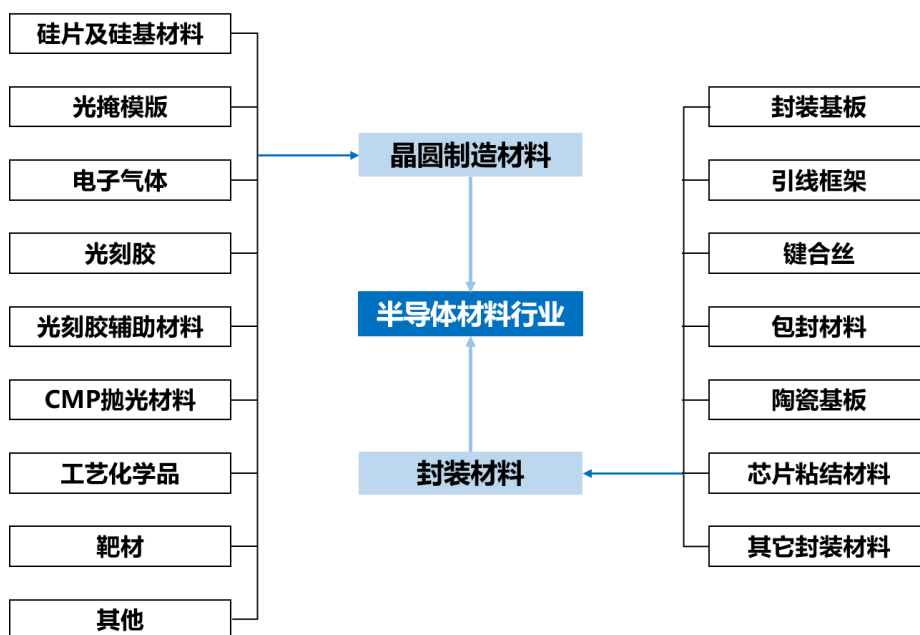 硅片及硅基材料
光掩模版
电子气体
光刻胶
光刻胶辅助材料
CMP抛光材料
工艺化学品
靶材
其他
晶圆制造材料
半导体材料行业
封装材料
封装基板
引线框架
键合丝
包封材料
陶瓷基板
芯片粘结材料
其它封装材料